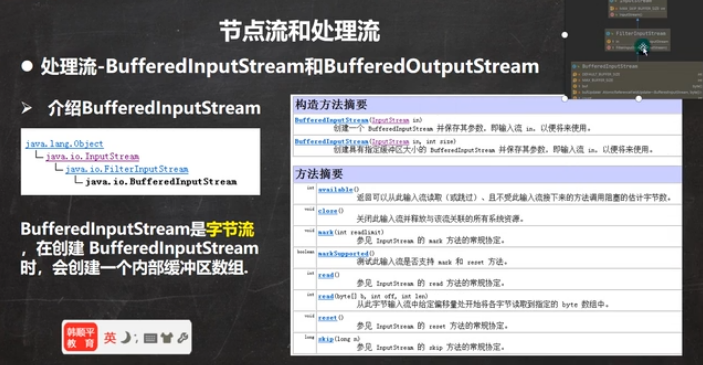 节点流和处理流
处理流-BufferedInputStream和BufferedOutputStream
介绍BufferedInputStream
java.lang.Object
java.io.InputStream
java.io.FilterInputStream
java.io.BufferedInputStream
BufferedInputStream是字节流
，在创建 BufferedInputStream
时，会创建一个内部缓冲区数组.
InputStream
FilterInputStream
BufferedInputStream
构造方法摘要
BufferedInputStream(InputStream in)
创建一个 BufferedInputStream 并保存其参数，即输入流 in，以便将来使用。
BufferedInputStream(InputStream in, int size)
创建具有指定缓冲区大小的 BufferedInputStream 并保存其参数，即输入流 in，以便将来使用。
方法摘要
int available()
返回可以从此输入流读取（或跳过）、且不受此输入流接下来的方法调用阻塞的估计字节数。
void close()
关闭此输入流并释放与该流关联的所有系统资源。
void mark(int readlimit)
参见 InputStream 的 mark 方法的常规协定。
boolean markSupported()
测试此输入流是否支持 mark 和 reset 方法。
int read()
参见 InputStream 的 read 方法的常规协定。
int read(byte[] b, int off, int len)
从此字节输入流中给定偏移量处开始将各字节读取到指定的 byte 数组中。
void reset()
参见 InputStream 的 reset 方法的常规协定。
long skip(long n)
参见 InputStream 的 skip 方法的常规协定。
韩顺平
教育
英